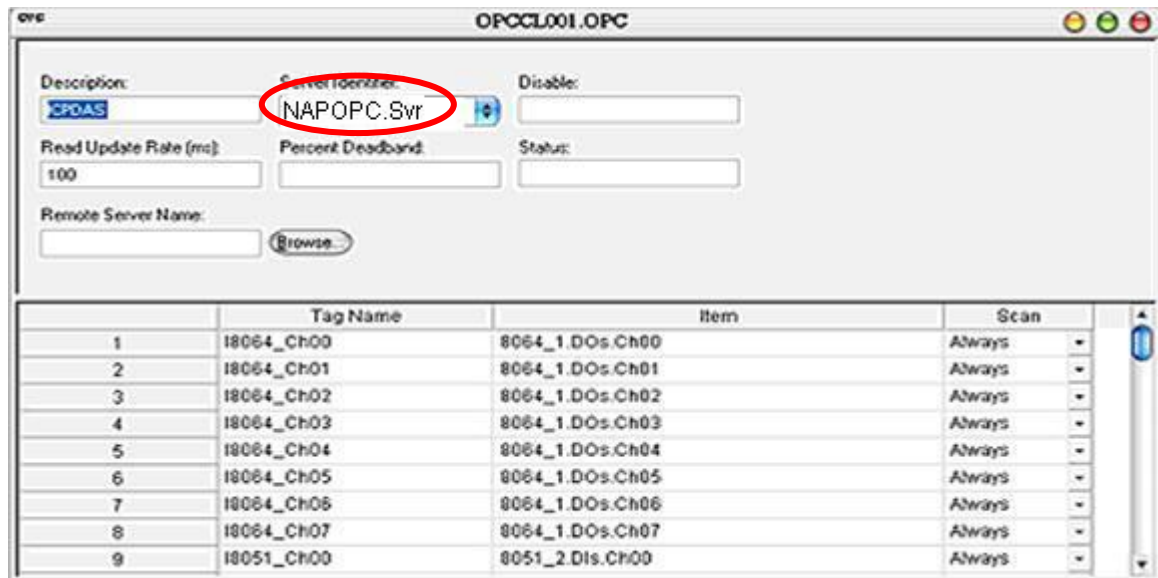 OPC OPCCL001.OPC
Description: Server Identifier: Disable:
ICPDAS NAPOPC.Svr
Read Update Rate (ms): Percent Deadband: Status:
100
Remote Server Name:
Browse...
Tag Name Item Scan
1 I8064_Ch00 8064_1.DOs.Ch00 Always
2 I8064_Ch01 8064_1.DOs.Ch01 Always
3 I8064_Ch02 8064_1.DOs.Ch02 Always
4 I8064_Ch03 8064_1.DOs.Ch03 Always
5 I8064_Ch04 8064_1.DOs.Ch04 Always
6 I8064_Ch05 8064_1.DOs.Ch05 Always
7 I8064_Ch06 8064_1.DOs.Ch06 Always
8 I8064_Ch07 8064_1.DOs.Ch07 Always
9 I8051_Ch00 8051_2.DIs.Ch00 Always